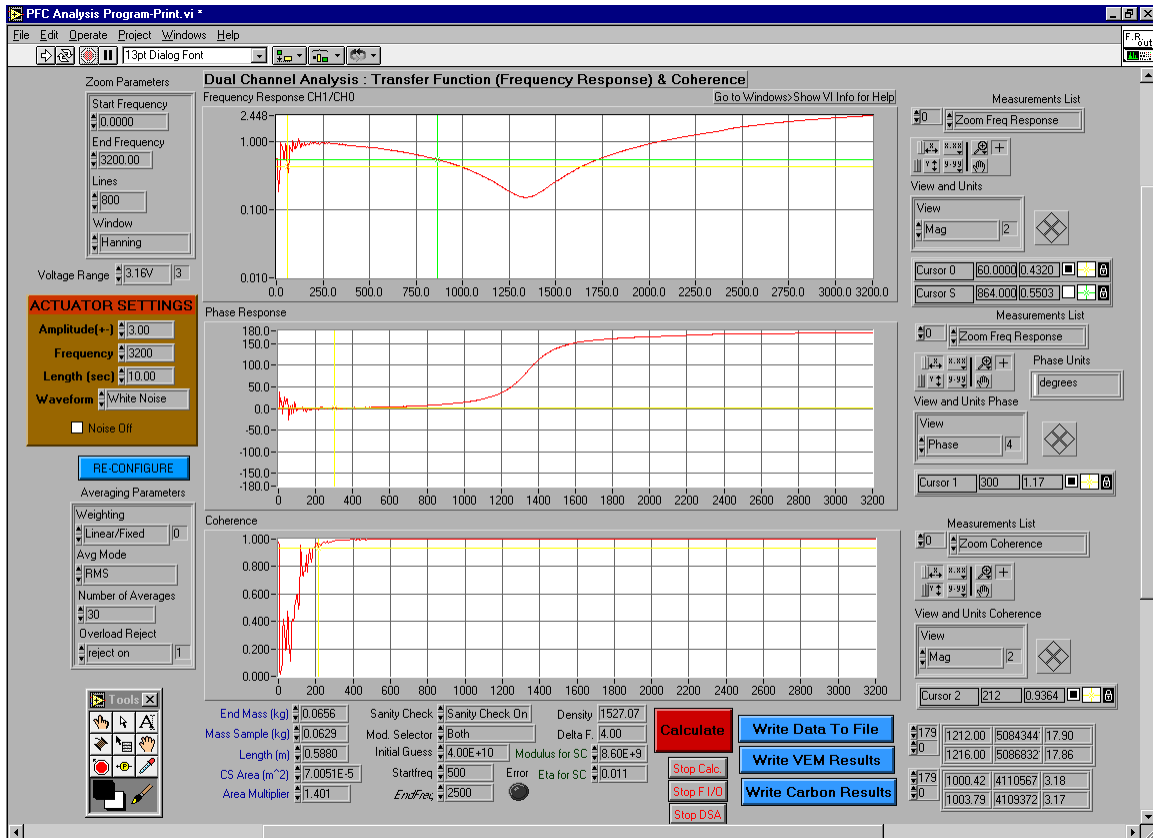 PFC Analysis Program-Print.vi *
File Edit Operate Project Windows Help
13pt Dialog Font
F.R.
out
Zoom Parameters
Start Frequency
0.0000
End Frequency
3200.00
Lines
800
Window
Hanning
Voltage Range 3.16V 3
ACTUATOR SETTINGS
Amplitude(+-) 3.00
Frequency 3200
Length (sec) 10.00
Waveform White Noise
Noise Off
RE-CONFIGURE
Averaging Parameters
Weighting
Linear/Fixed 0
Avg Mode
RMS
Number of Averages
30
Overload Reject
reject on 1
Tools
Dual Channel Analysis : Transfer Function (Frequency Response) & Coherence
Frequency Response CH1/CH0
Go to Windows>Show VI Info for Help
2.448
1.000
0.100
0.010
0.0 250.0 500.0 750.0 1000.0 1250.0 1500.0 1750.0 2000.0 2250.0 2500.0 2750.0 3000.0 3200.0
Phase Response
180.0
150.0
100.0
50.0
0.0
-50.0
-100.0
-150.0
-180.0
0 200 400 600 800 1000 1200 1400 1600 1800 2000 2200 2400 2600 2800 3000 3200
Coherence
1.000
0.800
0.600
0.400
0.200
0.000
0 200 400 600 800 1000 1200 1400 1600 1800 2000 2200 2400 2600 2800 3000 3200
Measurements List
0 Zoom Freq Response
View and Units
View
Mag 2
Cursor 0 60.0000 0.4320
Cursor S 864.000 0.5503
Measurements List
0 Zoom Freq Response
Phase Units
degrees
View and Units Phase
View
Phase 4
Cursor 1 300 1.17
Measurements List
0 Zoom Coherence
View and Units Coherence
View
Mag 2
Cursor 2 212 0.9364
End Mass (kg) 0.0656
Mass Sample (kg) 0.0629
Length (m) 0.5880
CS Area (m^2) 7.0051E-5
Area Multiplier 1.401
Sanity Check Sanity Check On
Mod. Selector Both
Initial Guess 4.00E+10
Startfreq 500
EndFreq 2500
Density 1527.07
Delta F. 4.00
Modulus for SC 8.60E+9
Error Eta for SC 0.011
Calculate
Stop Calc.
Stop F I/O
Stop DSA
Write Data To File
Write VEM Results
Write Carbon Results
179 1212.00 5084344 17.90
0 1216.00 5086832 17.86
179 1000.42 4110567 3.18
0 1003.79 4109372 3.17